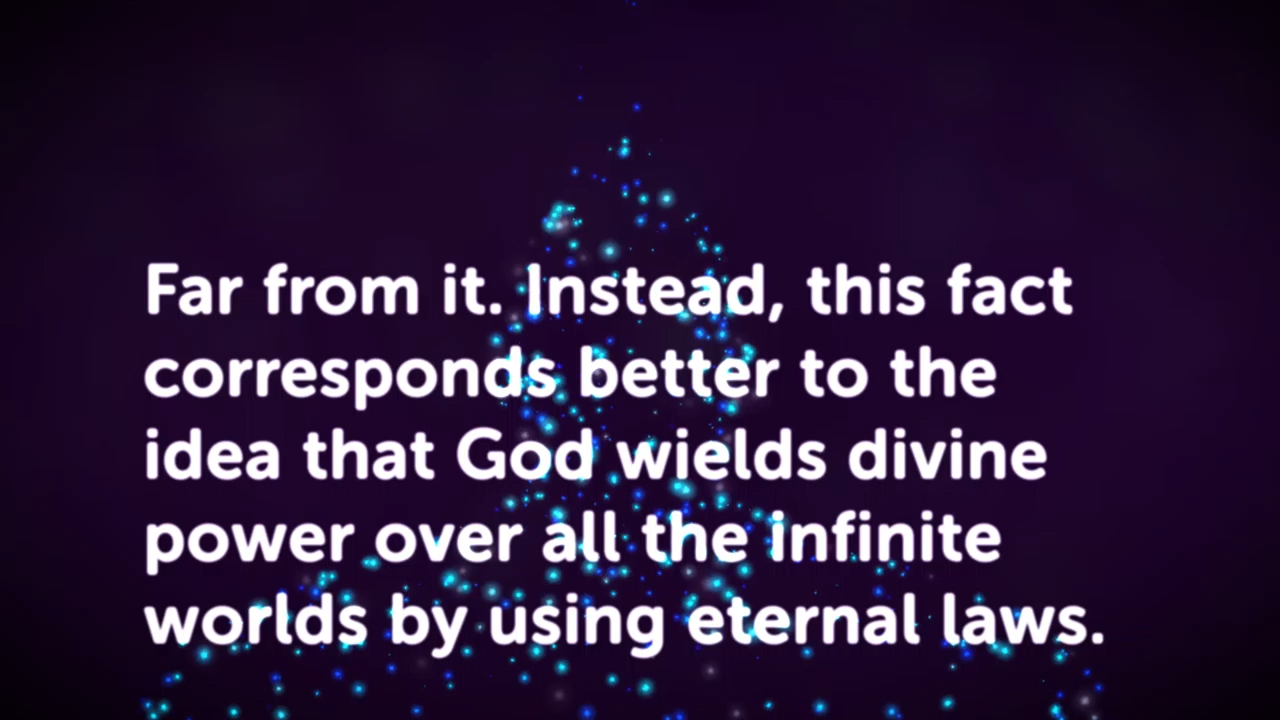 Far from it. Instead, this fact
corresponds better to the
idea that God wields divine
power over all the infinite
worlds by using eternal laws.